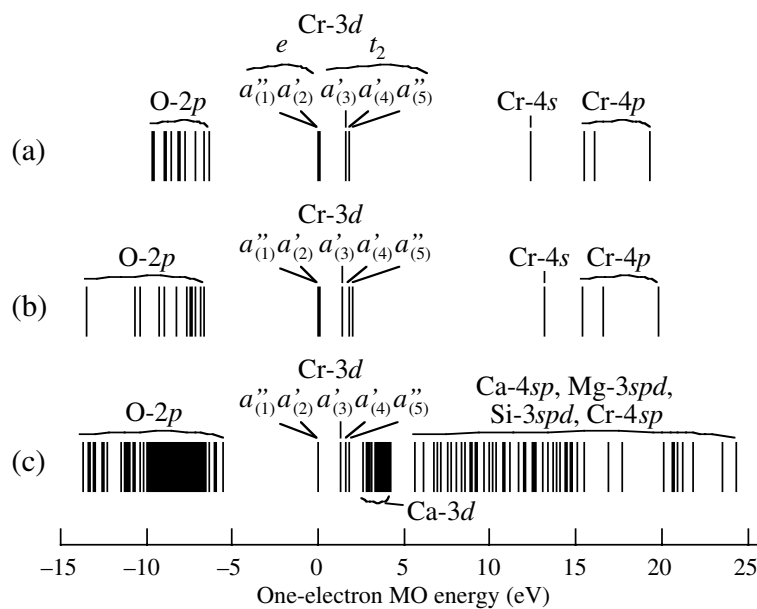 Cr-3d
e t₂
O-2p a''(1) a'(2) a'(3) a'(4) a''(5) Cr-4s Cr-4p
(a)
Cr-3d
O-2p a''(1) a'(2) a'(3) a'(4) a''(5) Cr-4s Cr-4p
(b)
Cr-3d
O-2p a''(1) a'(2) a'(3) a'(4) a''(5) Ca-4sp, Mg-3spd,
Si-3spd, Cr-4sp
(c)
Ca-3d
−15 −10 −5 0 5 10 15 20 25
One-electron MO energy (eV)